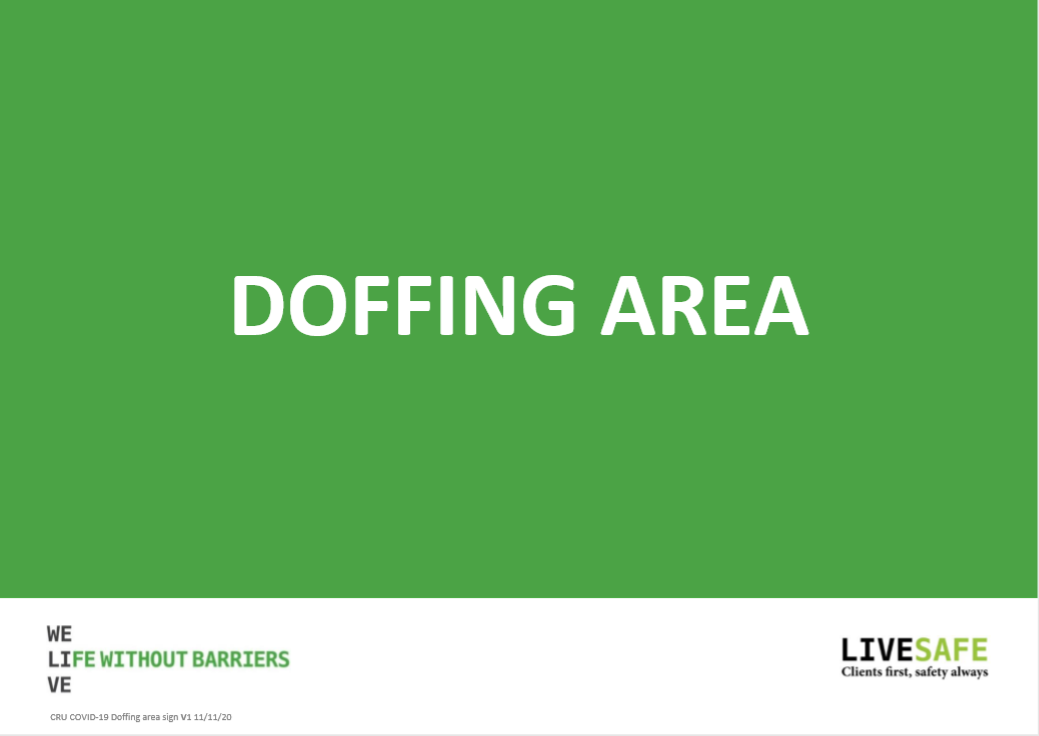 DOFFING AREA
WE
LIFE WITHOUT BARRIERS
VE
LIVESAFE
Clients first, safety always
CRU COVID-19 Doffing area sign V1 11/11/20